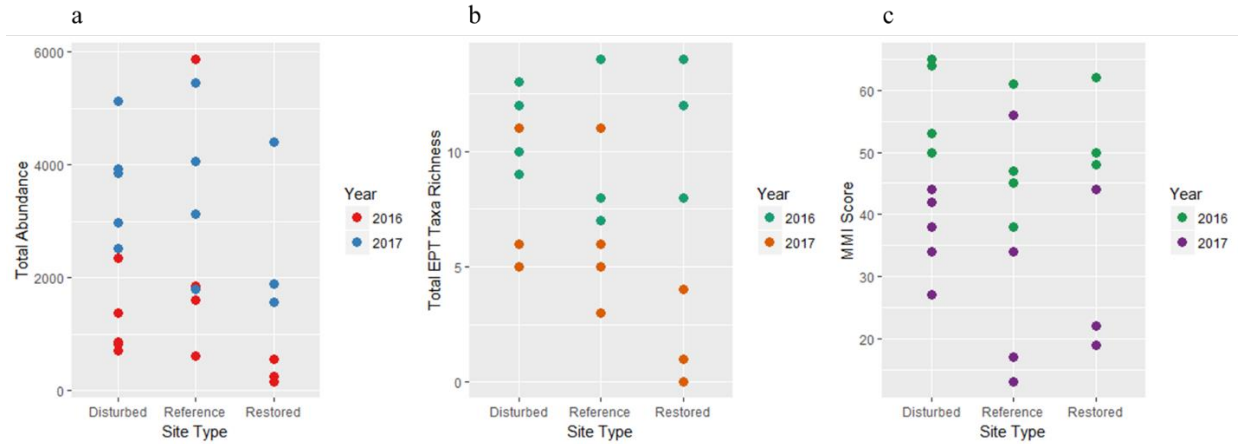 a
b
c
Total Abundance
6000
4000
2000
0
Disturbed Reference Restored
Site Type
Year
2016
2017
Total EPT Taxa Richness
10
5
0
Disturbed Reference Restored
Site Type
Year
2016
2017
MMI Score
60
50
40
30
20
Disturbed Reference Restored
Site Type
Year
2016
2017